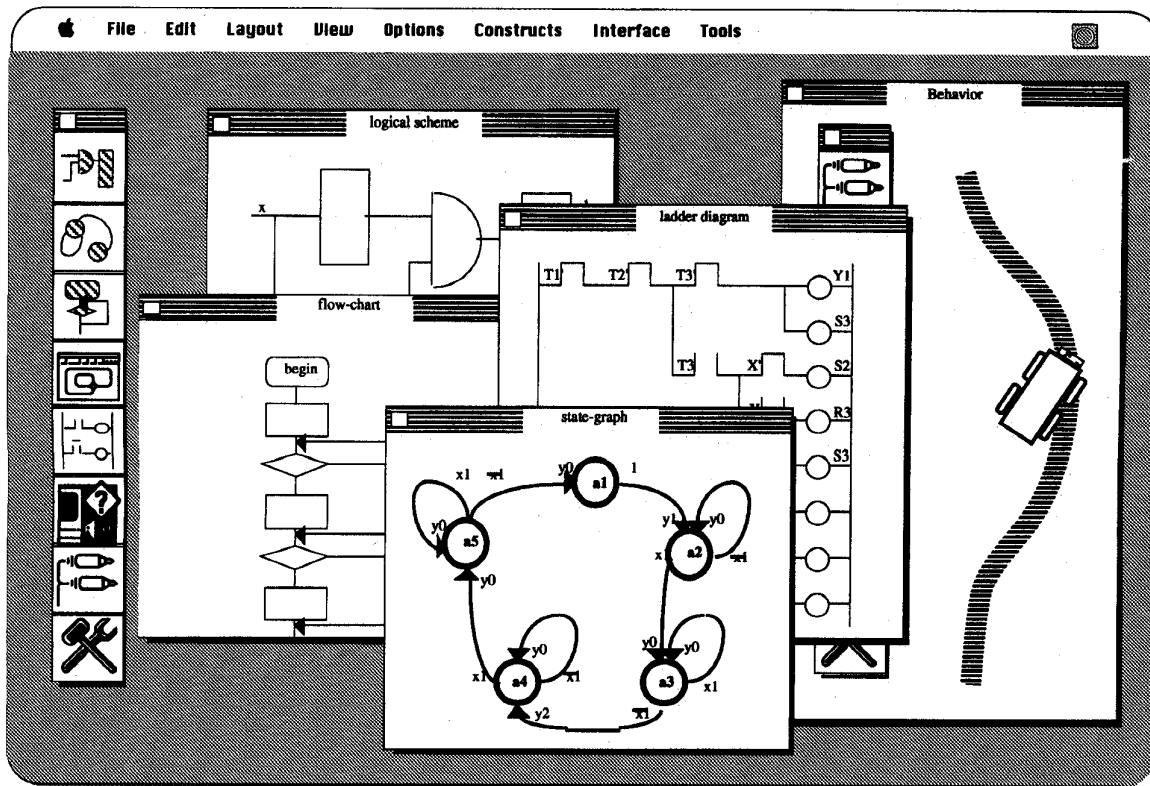 File Edit Layout View Options Constructs Interface Tools
Behavior
logical scheme
x
ladder diagram
T1' T2' T3' Y1
S3
T3 X' S2
R3
S3
flow-chart
begin
?
state-graph
x1 x1 y0 a1 1
y0 a5 y1 y0
x a2 x1
y0
y0 y0 y0
x1 a4 x1 a3 x1
y2 x1